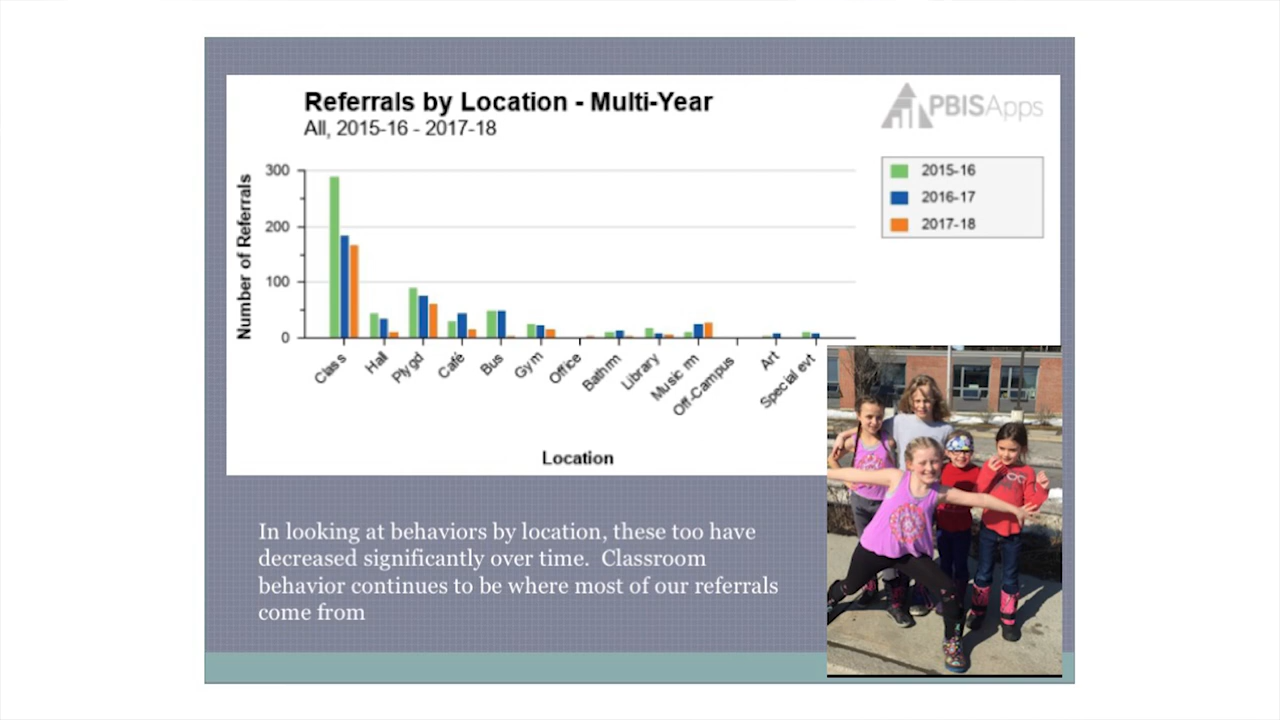 Referrals by Location - Multi-Year
All, 2015-16 - 2017-18
PBISApps
2015-16
2016-17
2017-18
Number of Referrals
300
200
100
0
Class
Hall
Plygd
Café
Bus
Gym
Office
Bathrm
Library
Music rm
Off-Campus
Art
Special evt
Location
In looking at behaviors by location, these too have
decreased significantly over time. Classroom
behavior continues to be where most of our referrals
come from